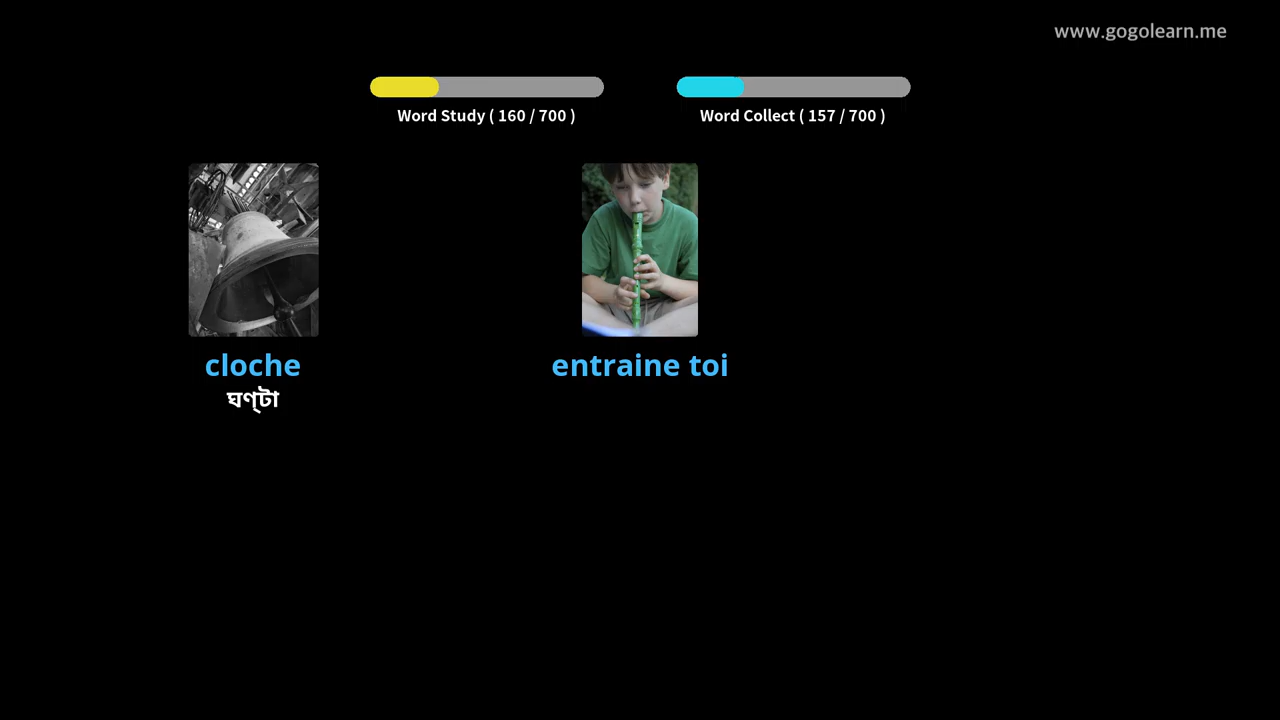 www.gogolearn.me
Word Study ( 160 / 700 )
Word Collect ( 157 / 700 )
cloche
entraine toi
ঘণ্টা